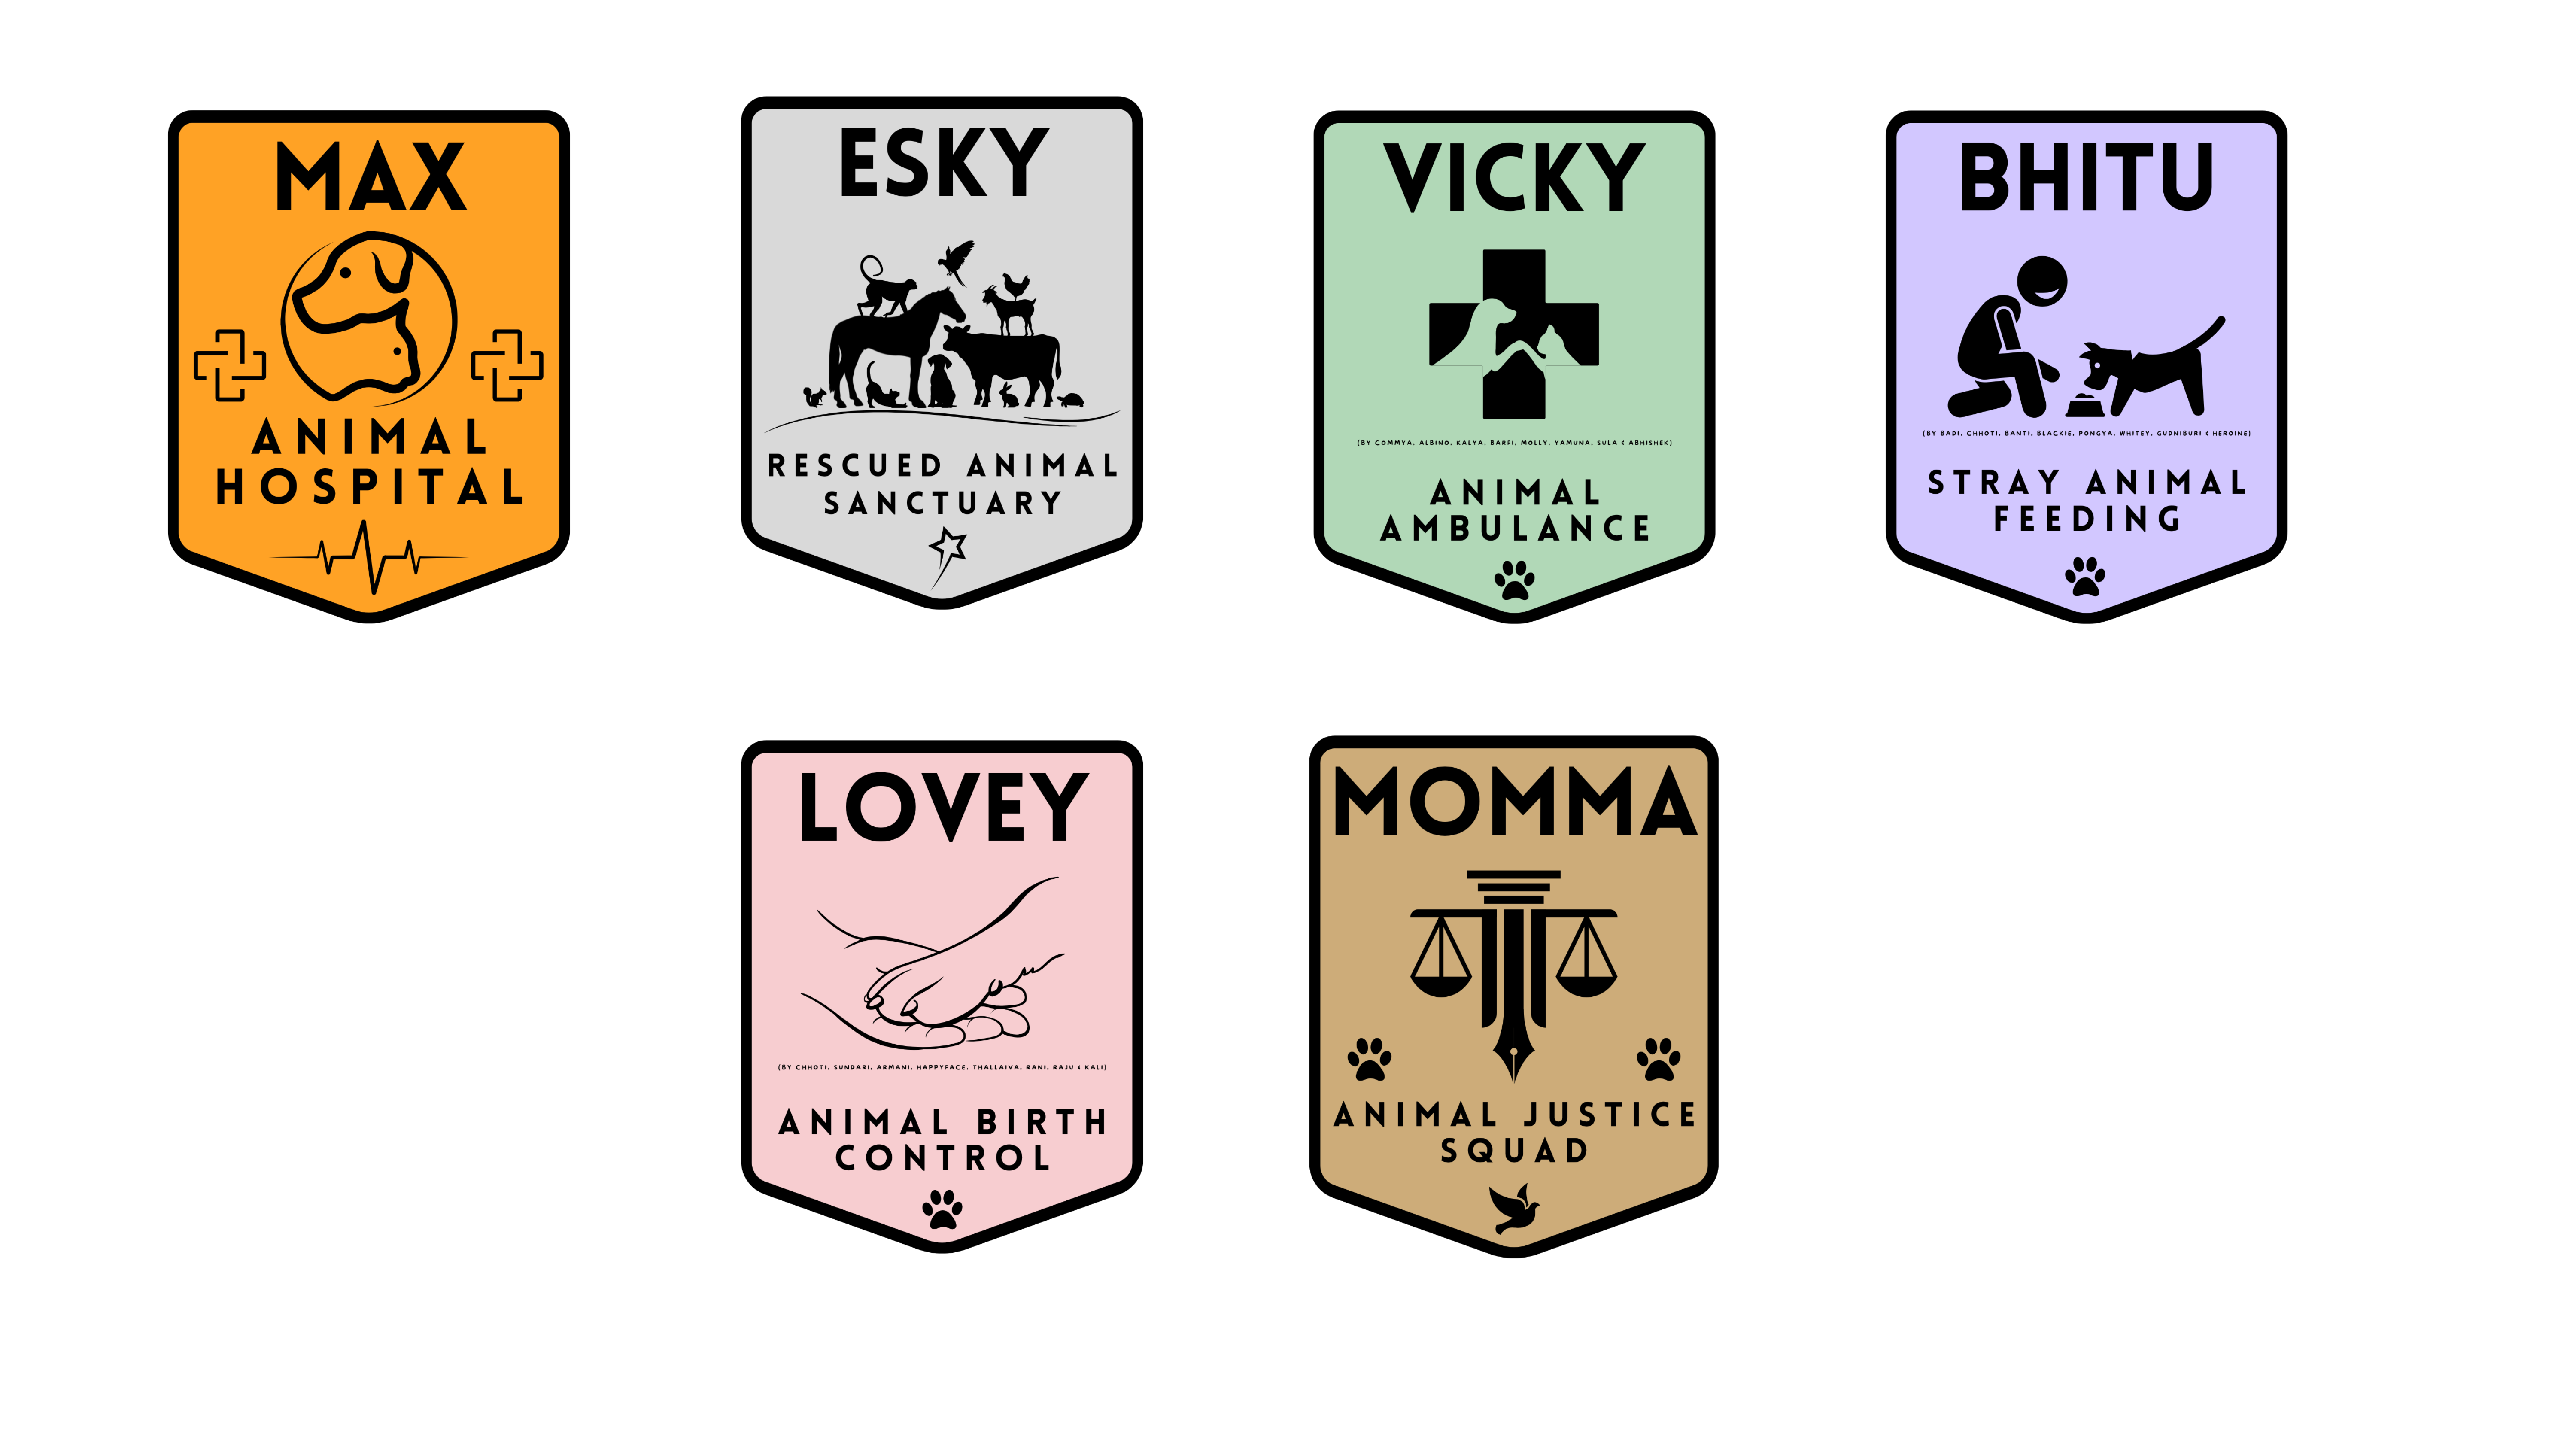 MAX
ANIMAL
HOSPITAL
ESKY
RESCUED ANIMAL
SANCTUARY
VICKY
(BY COMMYA, ALBINO, KALYA, BARFI, MOLLY, YAMUNA, SULA & ABHISHEK)
ANIMAL
AMBULANCE
BHITU
(BY BADI, CHHOTI, BANTI, BLACKIE, PONGYA, WHITEY, GUDNIBURI & HEROINE)
STRAY ANIMAL
FEEDING
LOVEY
(BY CHHOTI, SUNDARI, ARMANI, HAPPYFACE, THALLAIVA, RANI, RAJU & KALI)
ANIMAL BIRTH
CONTROL
MOMMA
ANIMAL JUSTICE
SQUAD